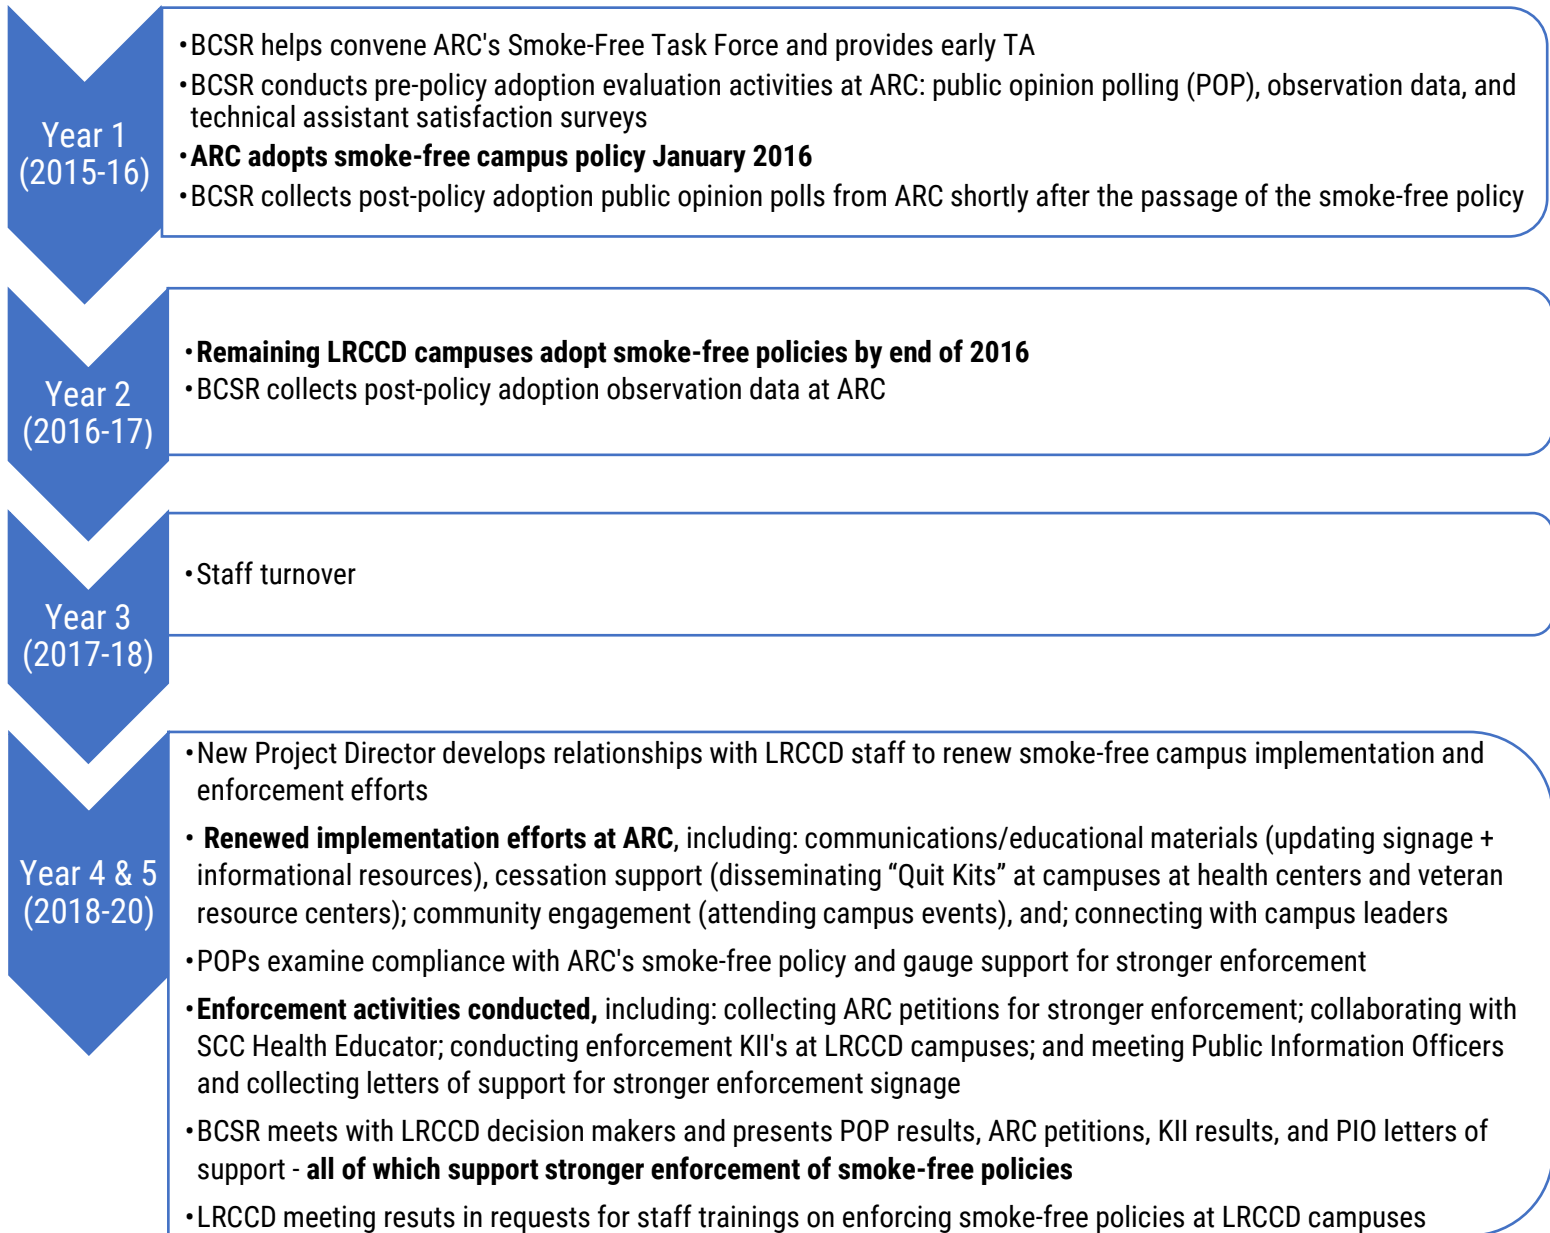 Year 1
(2015-16)
•BCSR helps convene ARC's Smoke-Free Task Force and provides early TA
•BCSR conducts pre-policy adoption evaluation activities at ARC: public opinion polling (POP), observation data, and
technical assistant satisfaction surveys
•ARC adopts smoke-free campus policy January 2016
•BCSR collects post-policy adoption public opinion polls from ARC shortly after the passage of the smoke-free policy
Year 2
(2016-17)
•Remaining LRCCD campuses adopt smoke-free policies by end of 2016
•BCSR collects post-policy adoption observation data at ARC
Year 3
(2017-18)
•Staff turnover
Year 4 & 5
(2018-20)
•New Project Director develops relationships with LRCCD staff to renew smoke-free campus implementation and
enforcement efforts
• Renewed implementation efforts at ARC, including: communications/educational materials (updating signage +
informational resources), cessation support (disseminating “Quit Kits” at campuses at health centers and veteran
resource centers); community engagement (attending campus events), and; connecting with campus leaders
•POPs examine compliance with ARC's smoke-free policy and gauge support for stronger enforcement
•Enforcement activities conducted, including: collecting ARC petitions for stronger enforcement; collaborating with
SCC Health Educator; conducting enforcement KII's at LRCCD campuses; and meeting Public Information Officers
and collecting letters of support for stronger enforcement signage
•BCSR meets with LRCCD decision makers and presents POP results, ARC petitions, KII results, and PIO letters of
support - all of which support stronger enforcement of smoke-free policies
•LRCCD meeting resuts in requests for staff trainings on enforcing smoke-free policies at LRCCD campuses